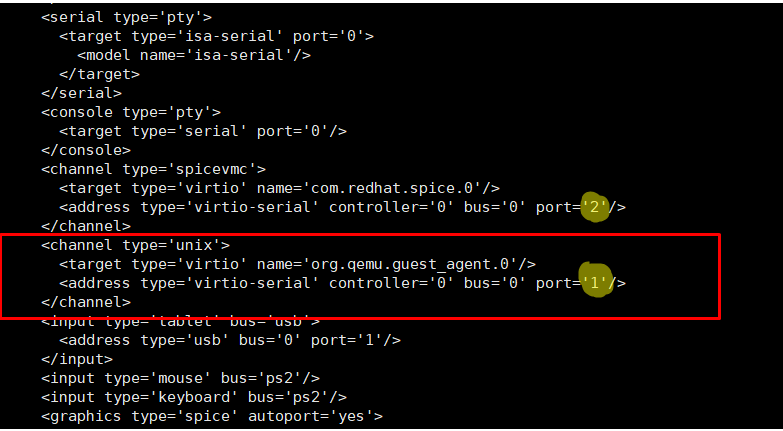 <serial type='pty'>
<target type='isa-serial' port='0'>
<model name='isa-serial'/>
</target>
</serial>
<console type='pty'>
<target type='serial' port='0'/>
</console>
<channel type='spicevmc'>
<target type='virtio' name='com.redhat.spice.0'/>
<address type='virtio-serial' controller='0' bus='0' port='2'/>
</channel>
<channel type='unix'>
<target type='virtio' name='org.qemu.guest_agent.0'/>
<address type='virtio-serial' controller='0' bus='0' port='1'/>
</channel>
<input type='tablet' bus='usb'>
<address type='usb' bus='0' port='1'/>
</input>
<input type='mouse' bus='ps2'/>
<input type='keyboard' bus='ps2'/>
<graphics type='spice' autoport='yes'>